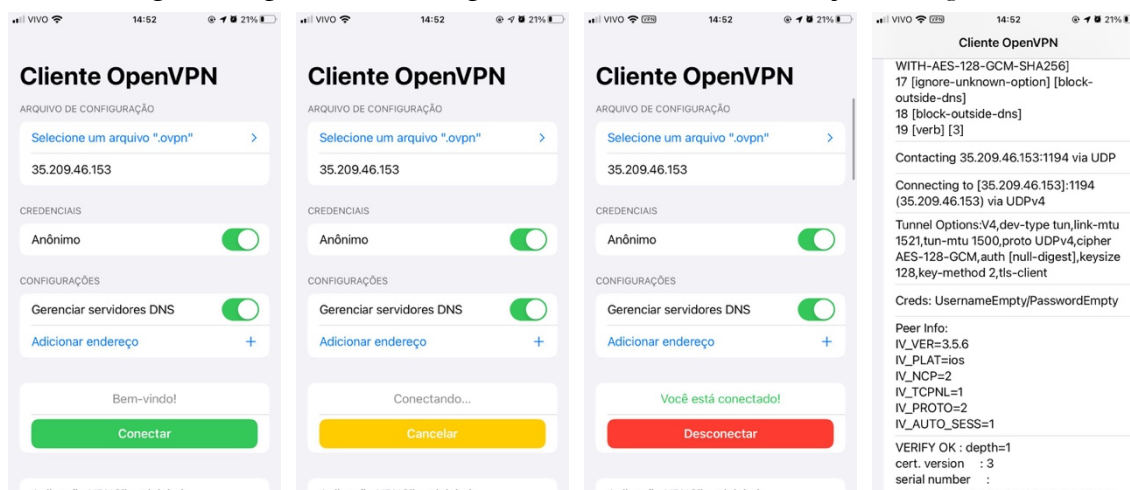 VIVO 14:52 21%
Cliente OpenVPN
ARQUIVO DE CONFIGURAÇÃO
Selecione um arquivo ".ovpn"
35.209.46.153
CREDENCIAIS
Anônimo
CONFIGURAÇÕES
Gerenciar servidores DNS
Adicionar endereço +
Bem-vindo!
Conectar
VIVO 14:52 21%
Cliente OpenVPN
ARQUIVO DE CONFIGURAÇÃO
Selecione um arquivo ".ovpn"
35.209.46.153
CREDENCIAIS
Anônimo
CONFIGURAÇÕES
Gerenciar servidores DNS
Adicionar endereço +
Conectando...
Cancelar
VIVO VPN 14:52 21%
Cliente OpenVPN
ARQUIVO DE CONFIGURAÇÃO
Selecione um arquivo ".ovpn"
35.209.46.153
CREDENCIAIS
Anônimo
CONFIGURAÇÕES
Gerenciar servidores DNS
Adicionar endereço +
Você está conectado!
Desconectar
VIVO VPN 14:52 21%
Cliente OpenVPN
WITH-AES-128-GCM-SHA256]
17 [ignore-unknown-option] [block-
outside-dns]
18 [block-outside-dns]
19 [verb] [3]
Contacting 35.209.46.153:1194 via UDP
Connecting to [35.209.46.153]:1194
(35.209.46.153) via UDPv4
Tunnel Options:V4,dev-type tun,link-mtu
1521,tun-mtu 1500,proto UDPv4,cipher
AES-128-GCM,auth [null-digest],keysize
128,key-method 2,tls-client
Creds: UsernameEmpty/PasswordEmpty
Peer Info:
IV_VER=3.5.6
IV_PLAT=ios
IV_NCP=2
IV_TCPNL=1
IV_PROTO=2
IV_AUTO_SESS=1
VERIFY OK : depth=1
cert. version : 3
serial number :